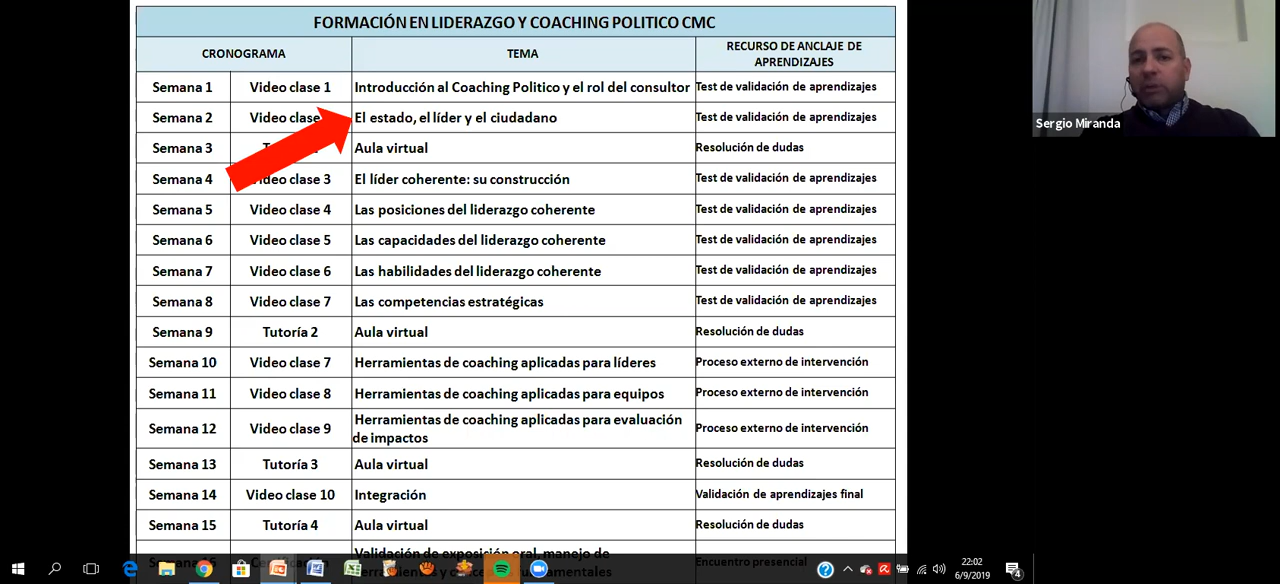 FORMACIÓN EN LIDERAZGO Y COACHING POLITICO CMC
CRONOGRAMA TEMA RECURSO DE ANCLAJE DE
APRENDIZAJES
Semana 1 Video clase 1 Introducción al Coaching Politico y el rol del consultor Test de validación de aprendizajes
Semana 2 Video clase El estado, el líder y el ciudadano Test de validación de aprendizajes
Semana 3 Aula virtual Resolución de dudas
Semana 4 Video clase 3 El líder coherente: su construcción Test de validación de aprendizajes
Semana 5 Video clase 4 Las posiciones del liderazgo coherente Test de validación de aprendizajes
Semana 6 Video clase 5 Las capacidades del liderazgo coherente Test de validación de aprendizajes
Semana 7 Video clase 6 Las habilidades del liderazgo coherente Test de validación de aprendizajes
Semana 8 Video clase 7 Las competencias estratégicas Test de validación de aprendizajes
Semana 9 Tutoría 2 Aula virtual Resolución de dudas
Semana 10 Video clase 7 Herramientas de coaching aplicadas para líderes Proceso externo de intervención
Semana 11 Video clase 8 Herramientas de coaching aplicadas para equipos Proceso externo de intervención
Semana 12 Video clase 9 Herramientas de coaching aplicadas para evaluación
de impactos Proceso externo de intervención
Semana 13 Tutoría 3 Aula virtual Resolución de dudas
Semana 14 Video clase 10 Integración Validación de aprendizajes final
Semana 15 Tutoría 4 Aula virtual Resolución de dudas
Validación de exposición oral, manejo de
Encuentro presencial
Sergio Miranda
22:02
6/9/2019
4